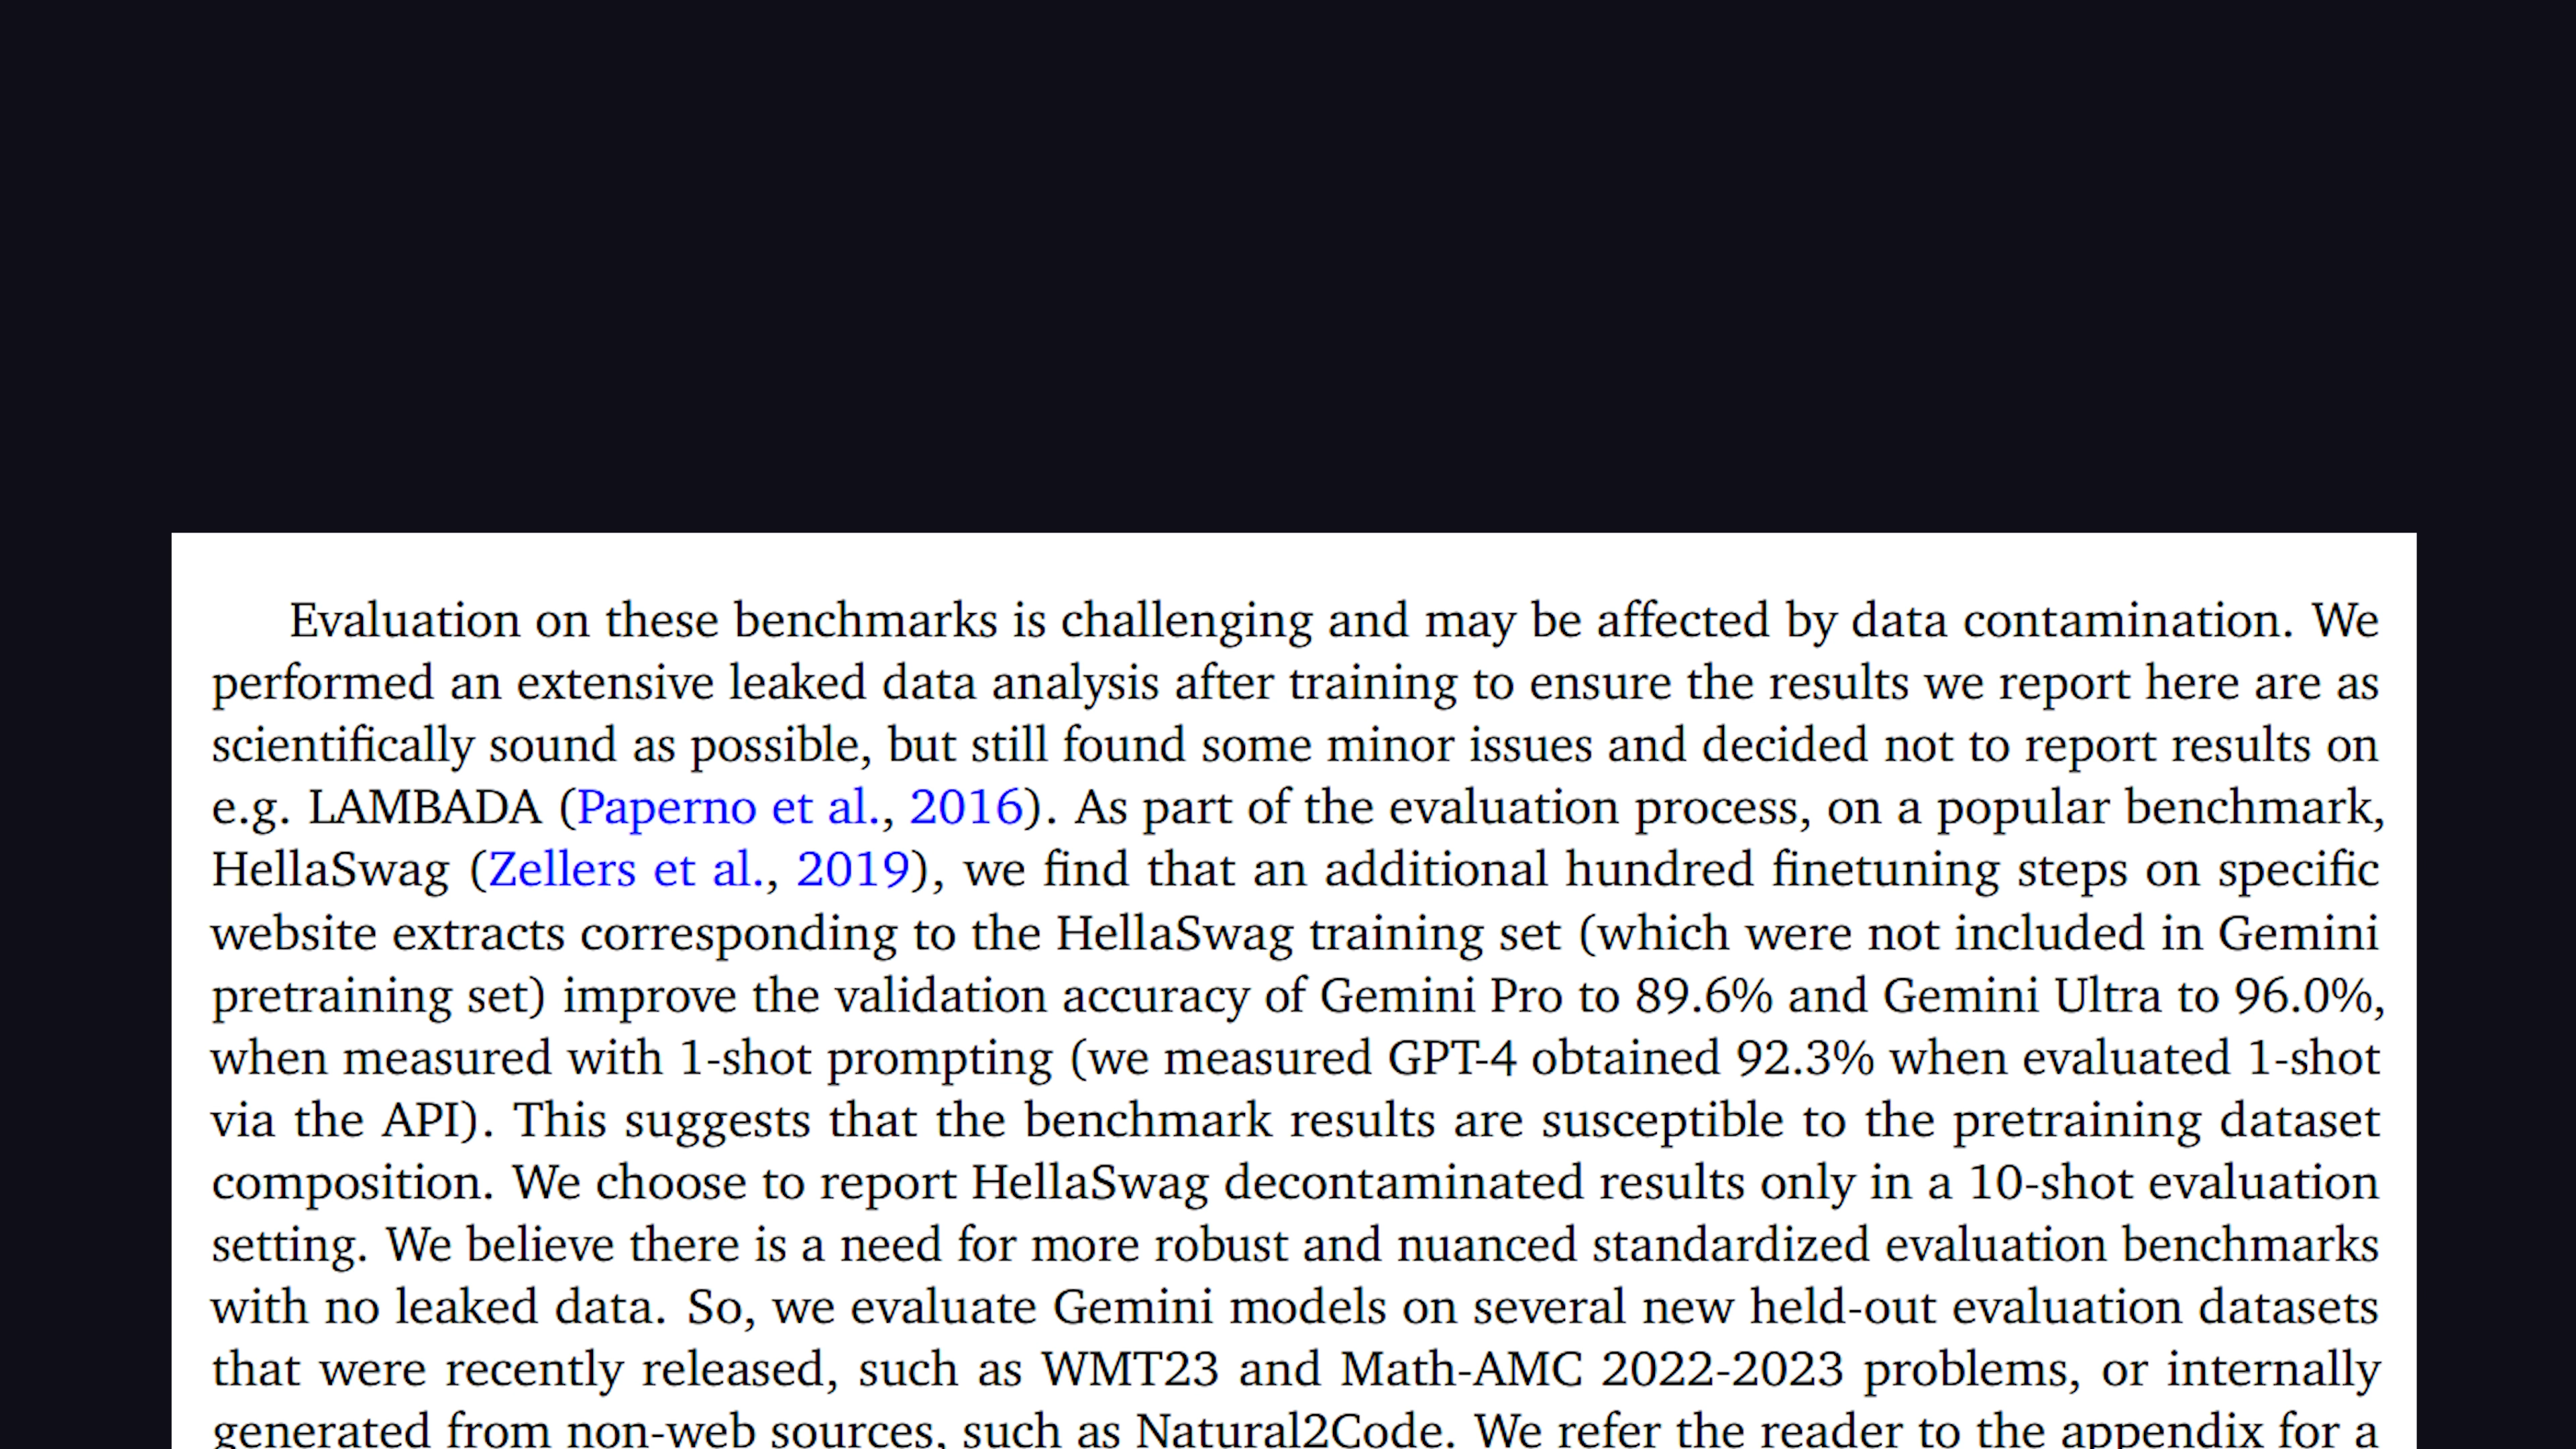 Evaluation on these benchmarks is challenging and may be affected by data contamination. We
performed an extensive leaked data analysis after training to ensure the results we report here are as
scientifically sound as possible, but still found some minor issues and decided not to report results on
e.g. LAMBADA (Paperno et al., 2016). As part of the evaluation process, on a popular benchmark,
HellaSwag (Zellers et al., 2019), we find that an additional hundred finetuning steps on specific
website extracts corresponding to the HellaSwag training set (which were not included in Gemini
pretraining set) improve the validation accuracy of Gemini Pro to 89.6% and Gemini Ultra to 96.0%,
when measured with 1-shot prompting (we measured GPT-4 obtained 92.3% when evaluated 1-shot
via the API). This suggests that the benchmark results are susceptible to the pretraining dataset
composition. We choose to report HellaSwag decontaminated results only in a 10-shot evaluation
setting. We believe there is a need for more robust and nuanced standardized evaluation benchmarks
with no leaked data. So, we evaluate Gemini models on several new held-out evaluation datasets
that were recently released, such as WMT23 and Math-AMC 2022-2023 problems, or internally
generated from non-web sources, such as Natural2Code. We refer the reader to the appendix for a